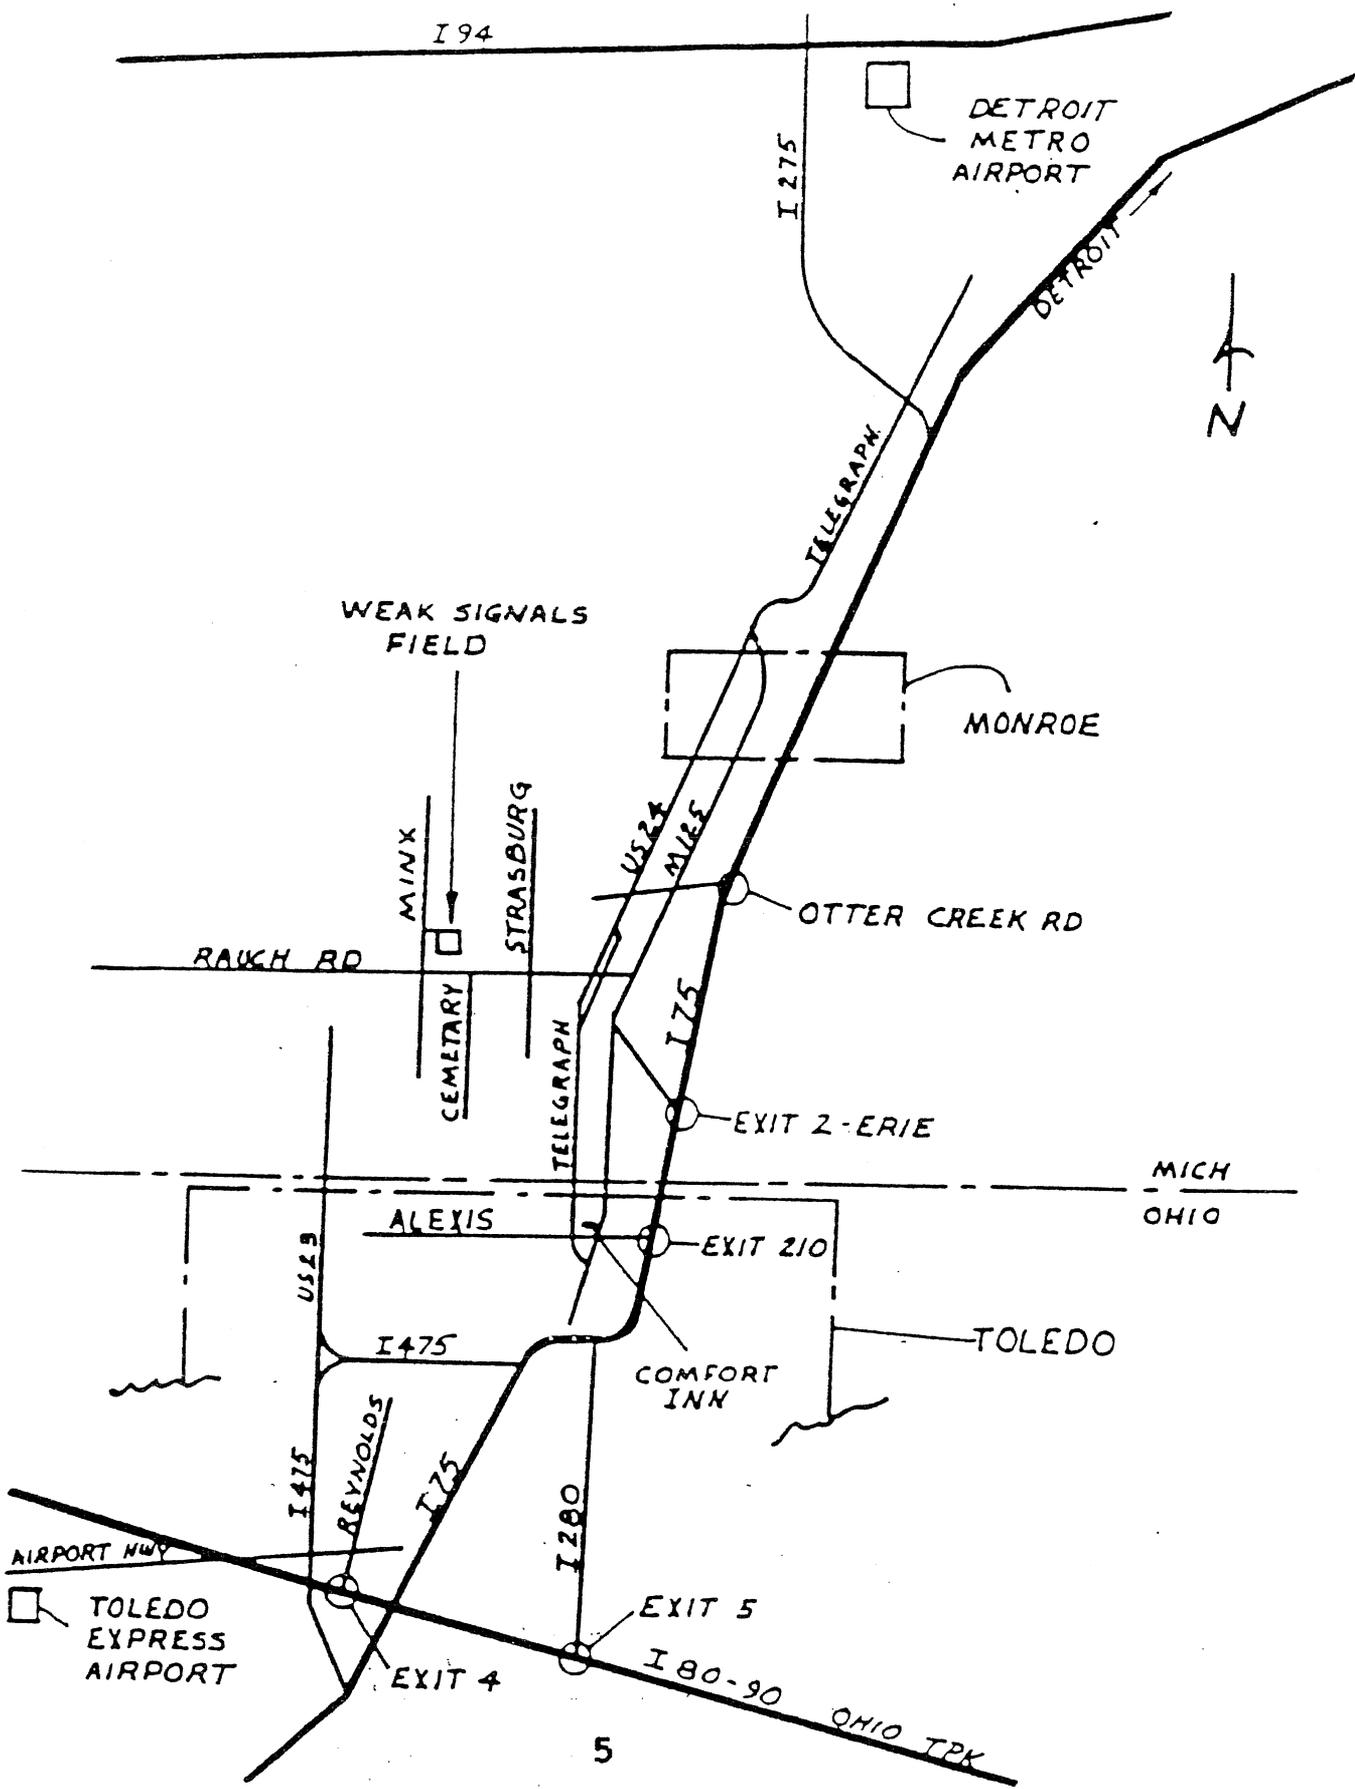 I 94
DETROIT
METRO
AIRPORT
I 275
DETROIT
N
TELEGRAPH
WEAK SIGNALS
FIELD
MONROE
US24
M125
MINX
STRASBURG
OTTER CREEK RD
RAUCH RD
CEMETARY
I 75
TELEGRAPH
EXIT 2-ERIE
MICH
OHIO
ALEXIS
EXIT 210
US23
I 475
TOLEDO
COMFORT
INN
REYNOLDS
I 475
I 75
I 280
AIRPORT HWY
TOLEDO
EXPRESS
AIRPORT
EXIT 4
EXIT 5
I 80-90
OHIO TPK
5